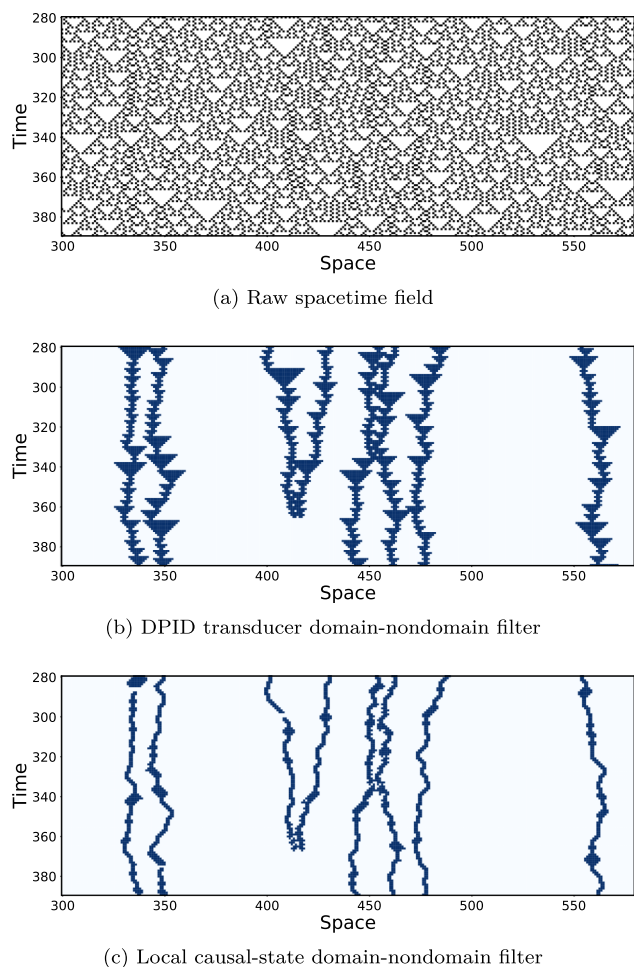 280
300
320
340
360
380
Time
300 350 400 450 500 550
Space
(a) Raw spacetime field
280
300
320
340
360
380
Time
300 350 400 450 500 550
Space
(b) DPID transducer domain-nondomain filter
280
300
320
340
360
380
Time
300 350 400 450 500 550
Space
(c) Local causal-state domain-nondomain filter